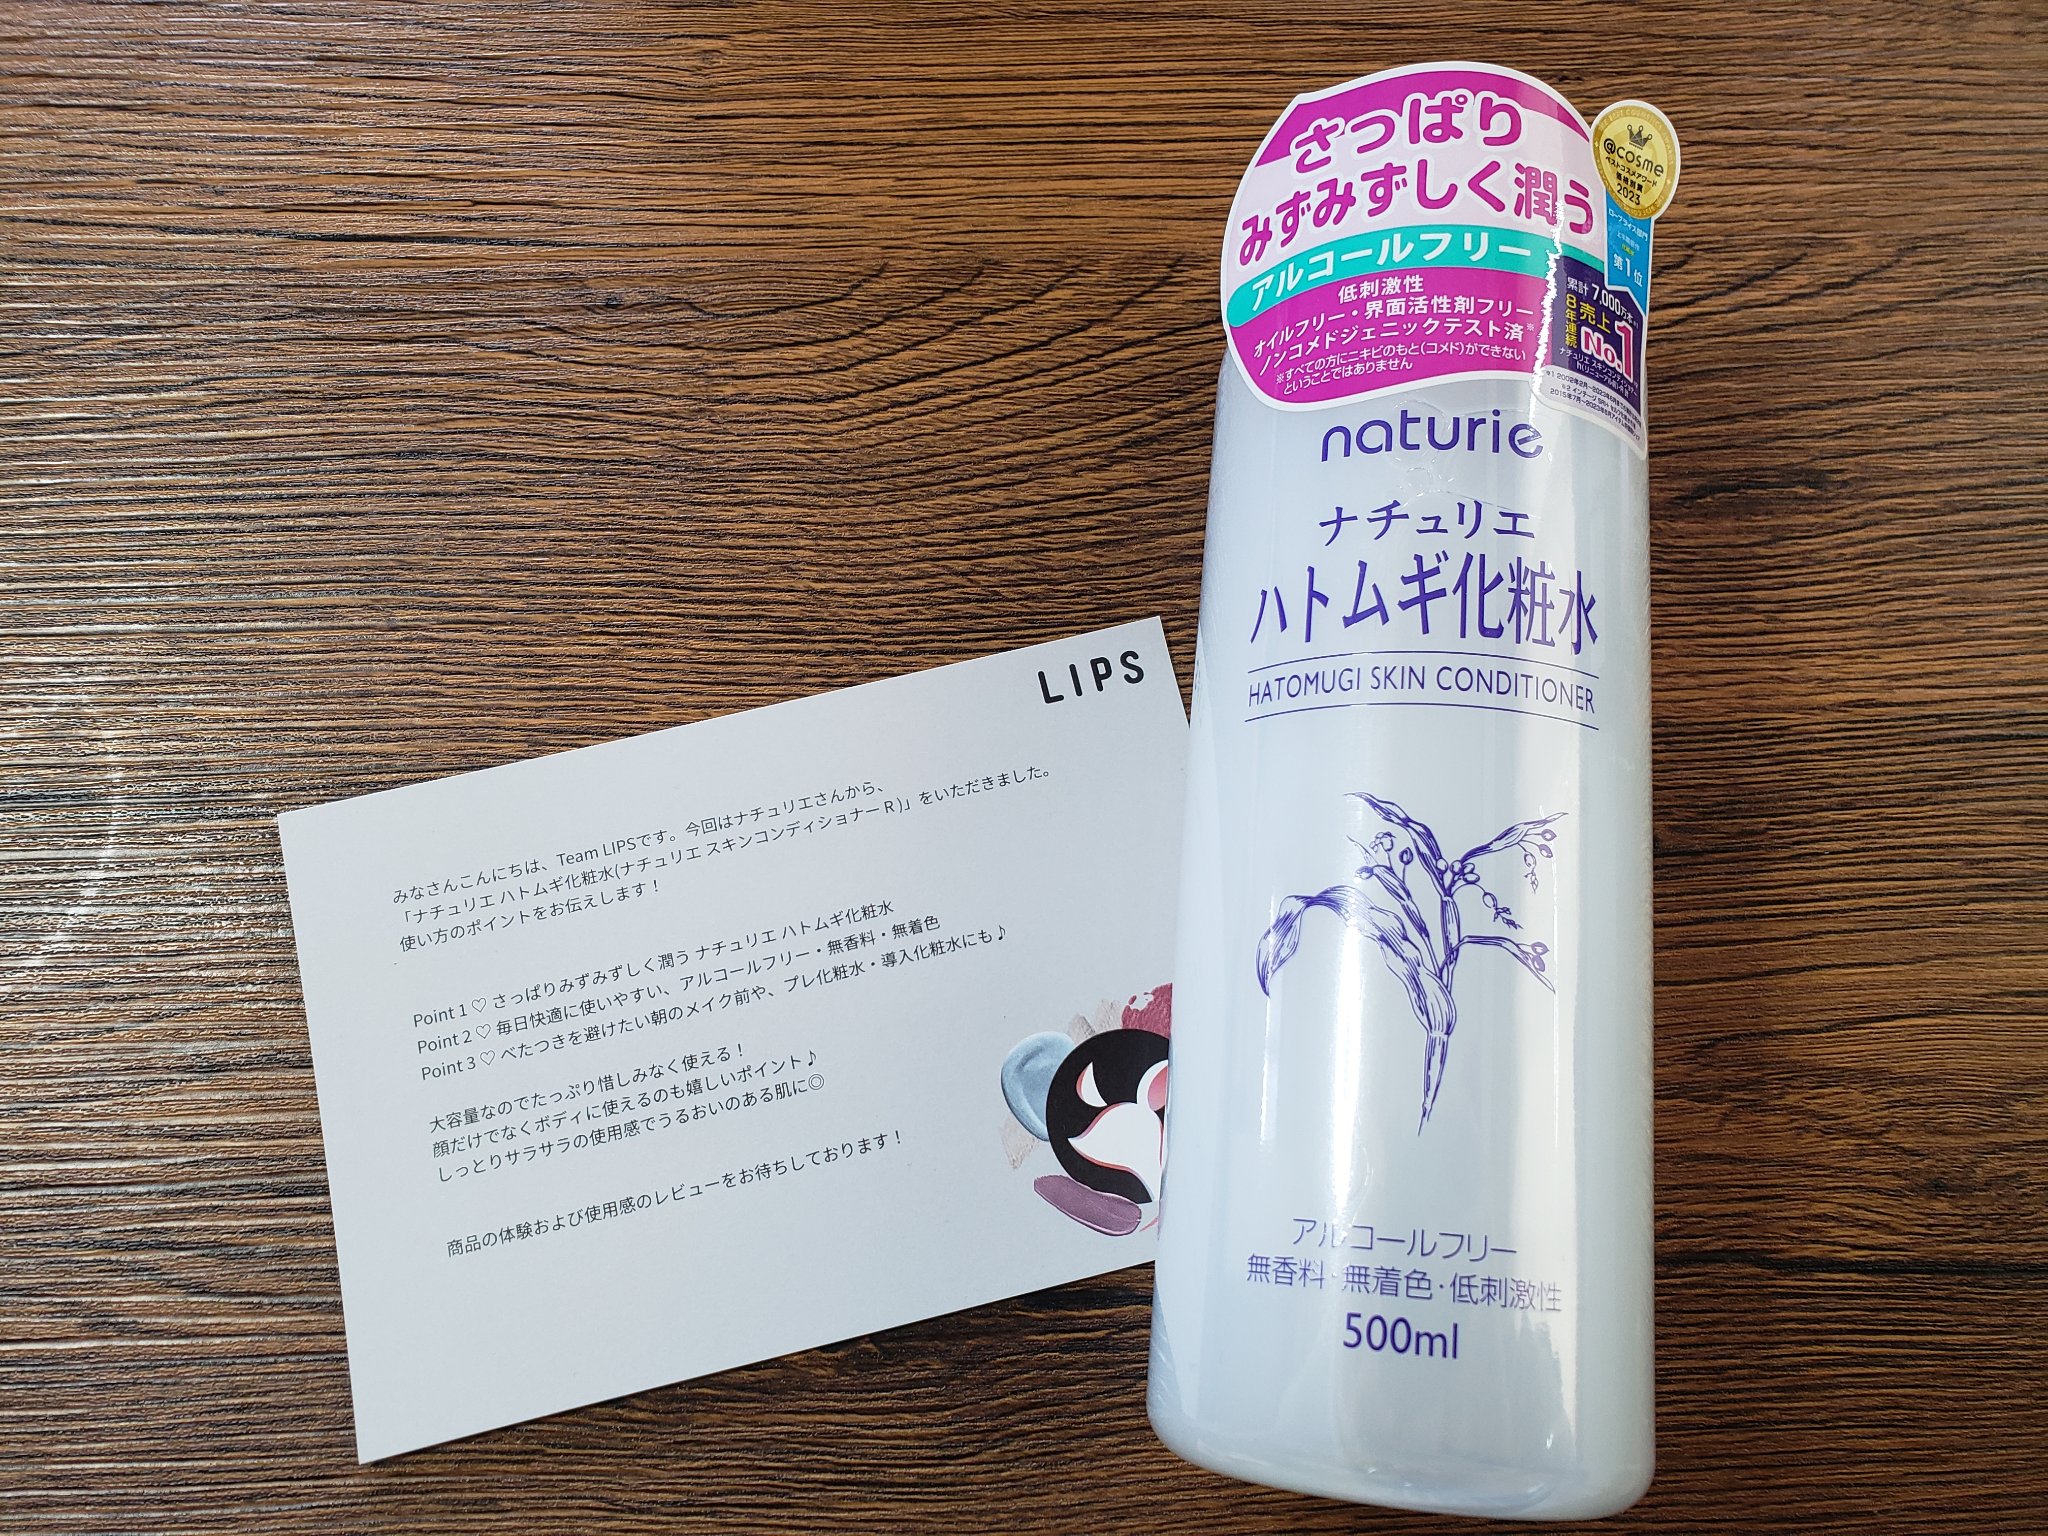 LIPS
みなさんこんにちは、Team LIPSです。今回はナチュリエさんから、
「ナチュリエ ハトムギ化粧水(ナチュリエ スキンコンディショナー R )」をいただきました。
使い方のポイントをお伝えします！
Point 1 ♡ さっぱりみずみずしく潤う ナチュリエ ハトムギ化粧水
Point 2 ♡ 毎日快適に使いやすい、アルコールフリー・無香料・無着色
Point 3 ♡ べたつきを避けたい朝のメイク前や、プレ化粧水・導入化粧水にも♪
大容量なのでたっぷり惜しみなく使える！
顔だけでなくボディに使えるのも嬉しいポイント♪
しっとりサラサラの使用感でうるおいのある肌に◎
商品の体験および使用感のレビューをお待ちしております！
さっぱり
みずみずしく潤う
アルコールフリー
低刺激性
オイルフリー・界面活性剤フリー
ノンコメドジェニックテスト済※
※すべての方にニキビのもと(コメド)ができない
ということではありません
@cosme
ベストコスメアワード
2023
第1位
累計7,000万本
8年連続
売上
No.1
naturie
ナチュリエ
ハトムギ化粧水
HATOMUGI SKIN CONDITIONER
アルコールフリー
無香料・無着色・低刺激性
500ml